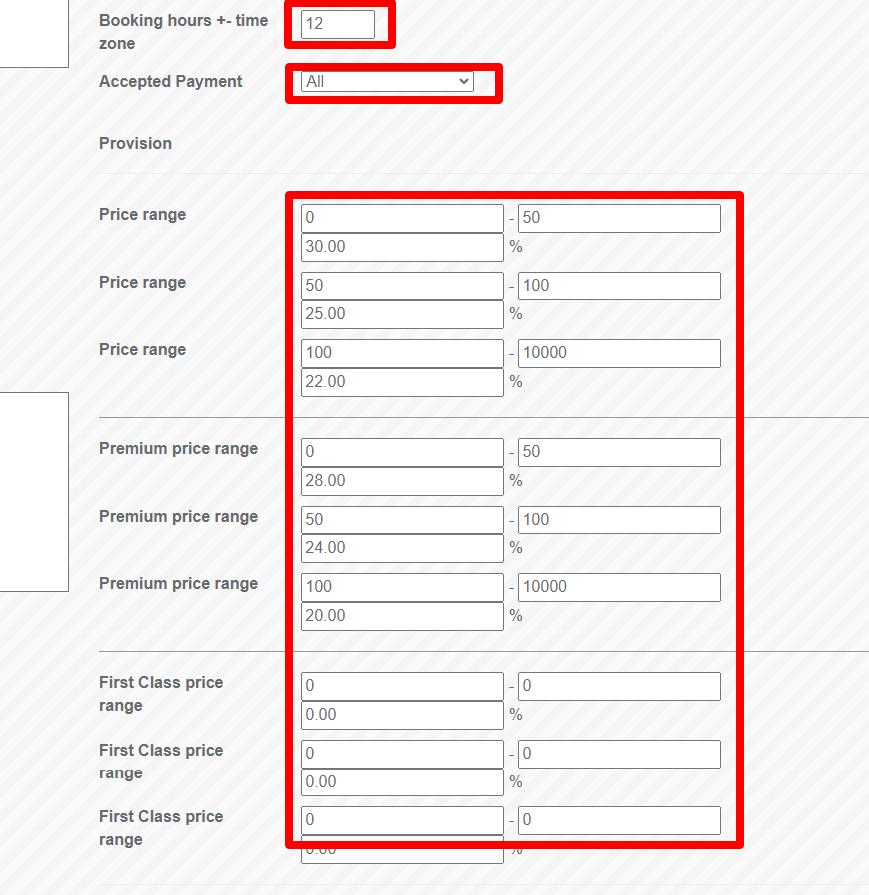 Booking hours +- time
zone
12
Accepted Payment
All
Provision
Price range
0 - 50
30.00 %
Price range
50 - 100
25.00 %
Price range
100 - 10000
22.00 %
Premium price range
0 - 50
28.00 %
Premium price range
50 - 100
24.00 %
Premium price range
100 - 10000
20.00 %
First Class price
range
0 - 0
0.00 %
First Class price
range
0 - 0
0.00 %
First Class price
range
0 - 0
0.00 %